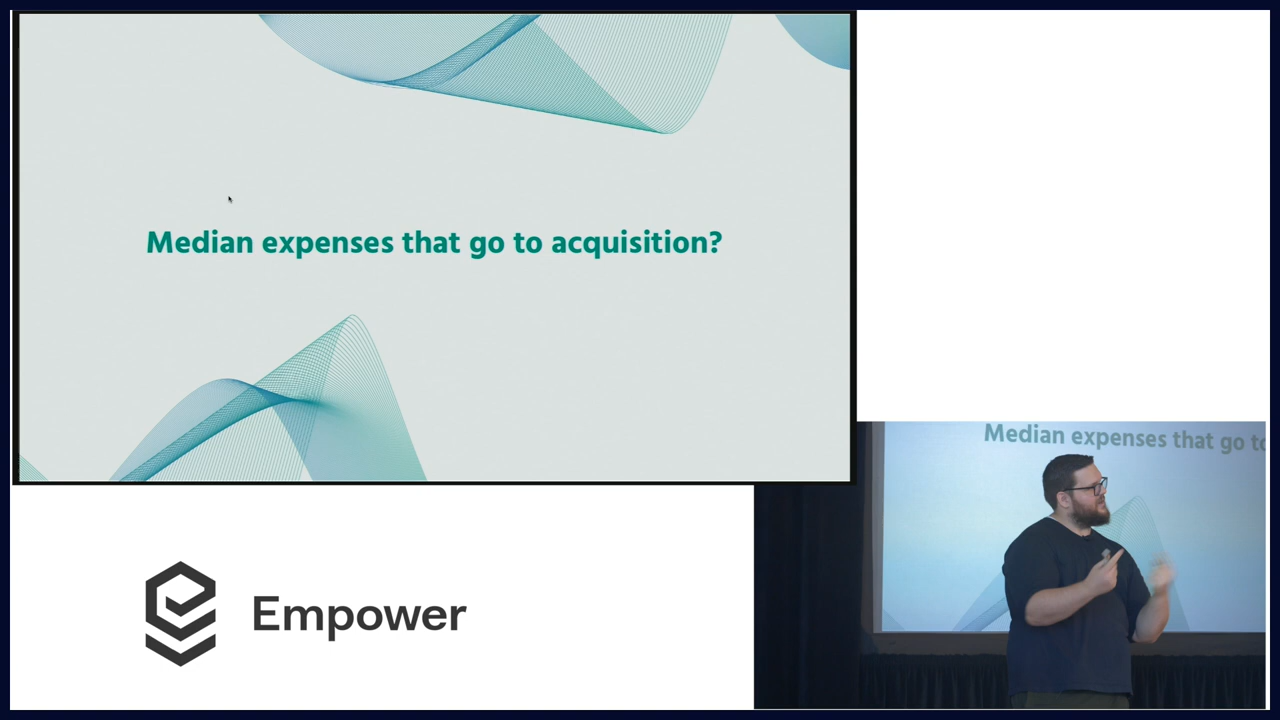 Median expenses that go to acquisition?
Median expenses that go to
Empower